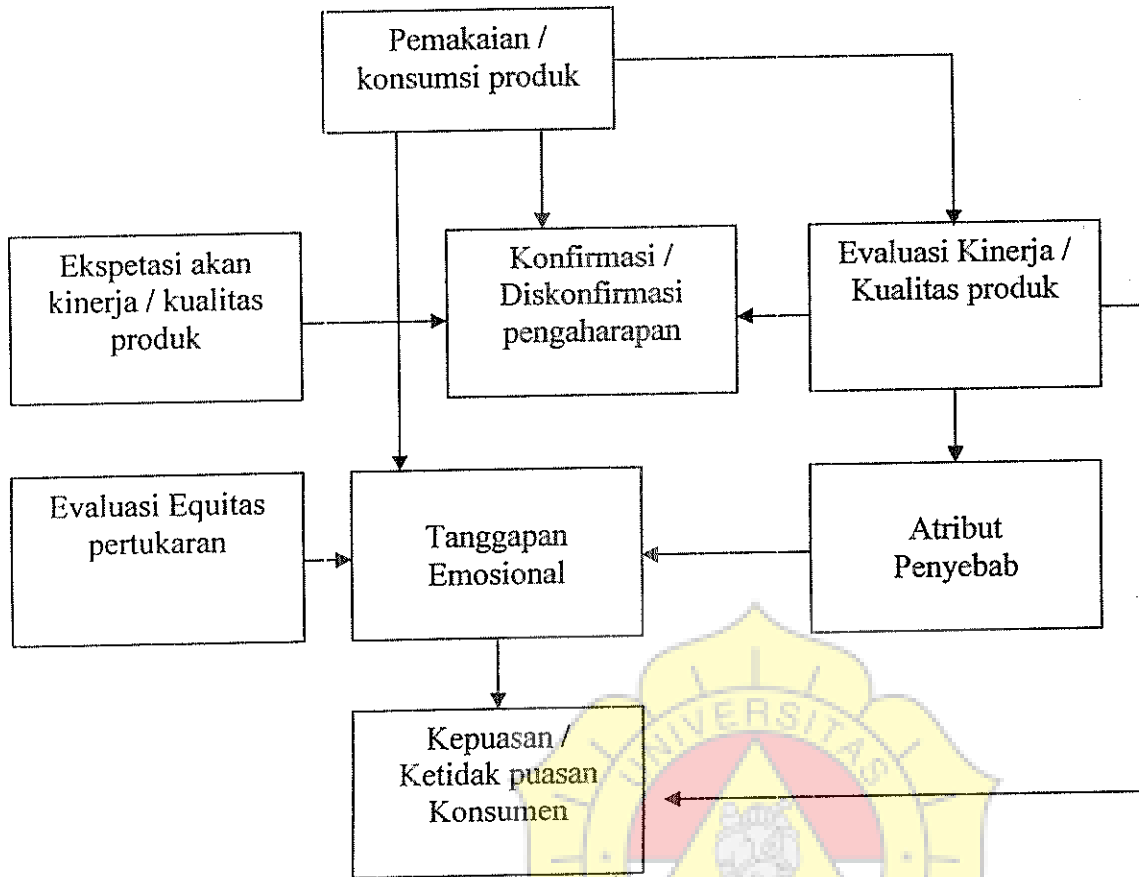 Pemakaian /
konsumsi produk
Ekspetasi akan
kinerja / kualitas
produk
Konfirmasi /
Diskonfirmasi
pengaharapan
Evaluasi Kinerja /
Kualitas produk
Evaluasi Equitas
pertukaran
Tanggapan
Emosional
Atribut
Penyebab
Kepuasan /
Ketidak puasan
Konsumen
UNIVERSITAS